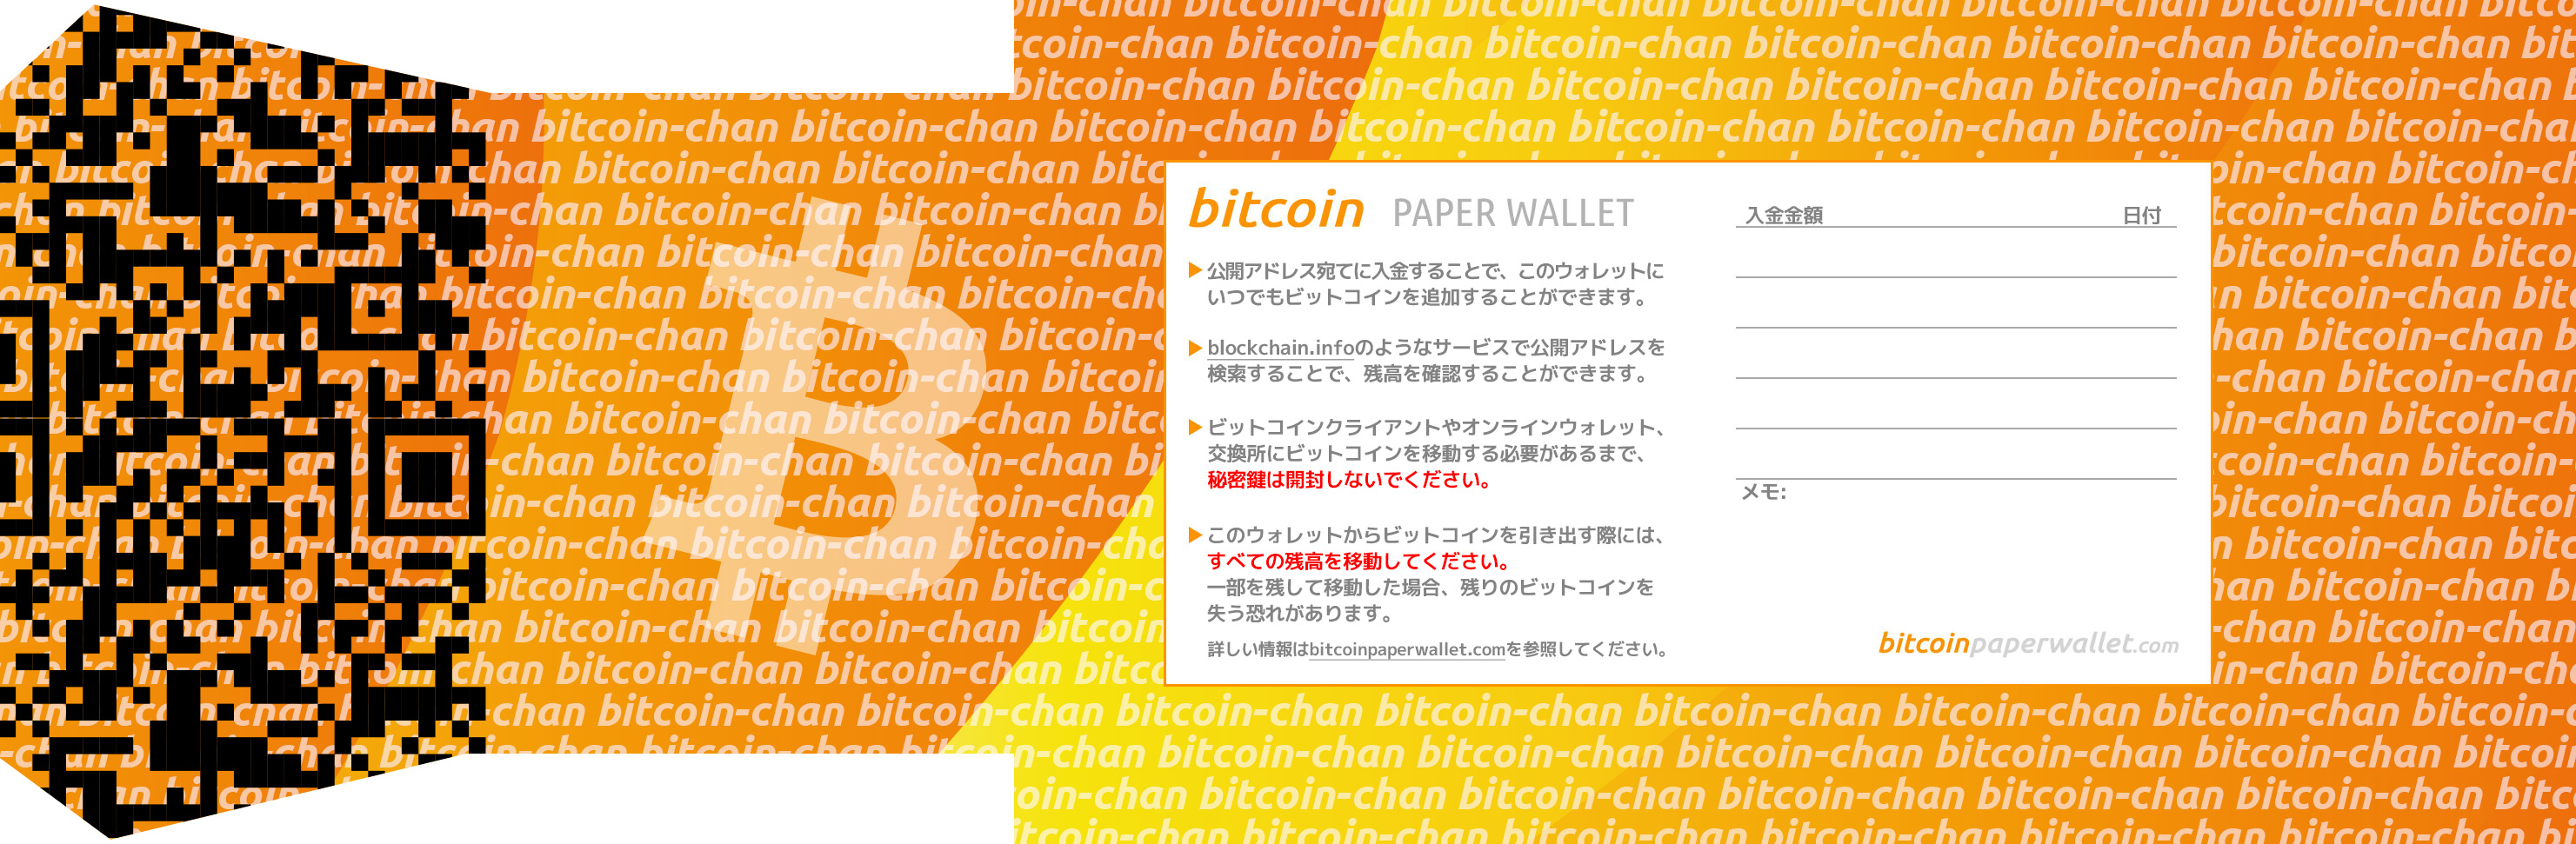 bitcoin PAPER WALLET
公開アドレス宛てに入金することで、このウォレットに
いつでもビットコインを追加することができます。
blockchain.infoのようなサービスで公開アドレスを
検索することで、残高を確認することができます。
ビットコインクライアントやオンラインウォレット、
交換所にビットコインを移動する必要があるまで、
秘密鍵は開封しないでください。
このウォレットからビットコインを引き出す際には、
すべての残高を移動してください。
一部を残して移動した場合、残りのビットコインを
失う恐れがあります。
詳しい情報はbitcoinpaperwallet.comを参照してください。
入金金額 日付
メモ:
bitcoinpaperwallet.com
bitcoin-chan bitcoin-chan bitcoin-chan bitcoin-chan bitcoin-chan